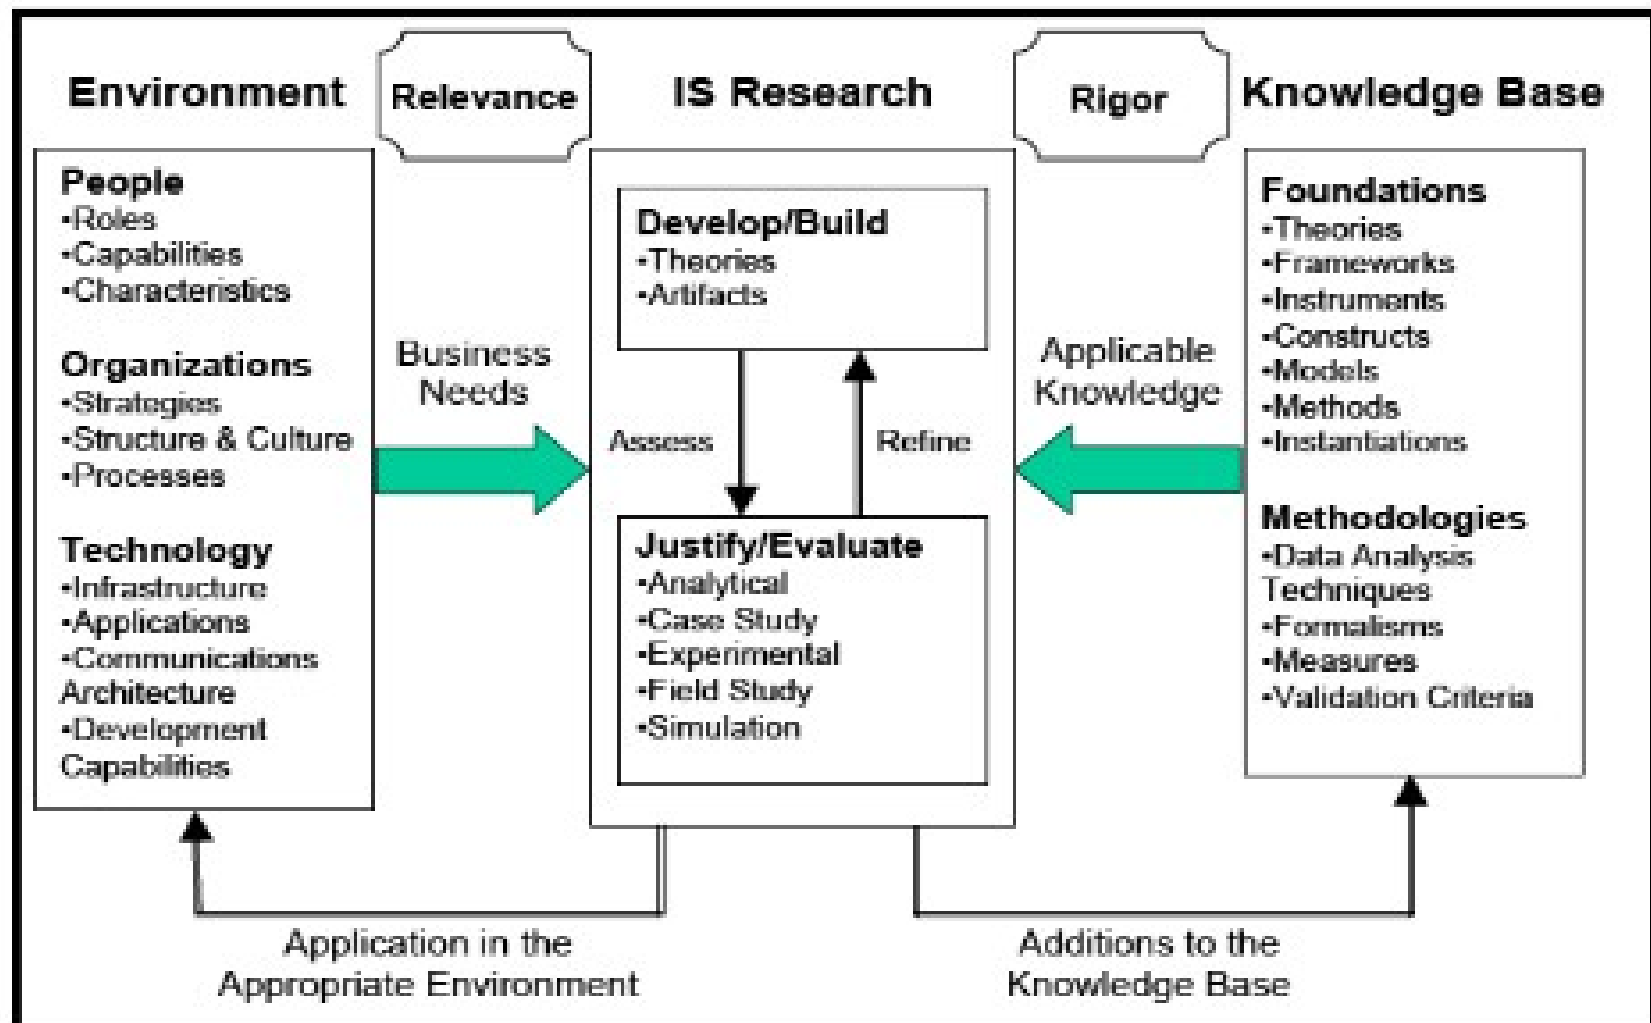 Environment
Relevance
IS Research
Rigor
Knowledge Base
People
•Roles
•Capabilities
•Characteristics
Organizations
•Strategies
•Structure & Culture
•Processes
Technology
•Infrastructure
•Applications
•Communications
Architecture
•Development
Capabilities
Business
Needs
Develop/Build
•Theories
•Artifacts
Assess
Refine
Justify/Evaluate
•Analytical
•Case Study
•Experimental
•Field Study
•Simulation
Applicable
Knowledge
Foundations
•Theories
•Frameworks
•Instruments
•Constructs
•Models
•Methods
•Instantiations
Methodologies
•Data Analysis
Techniques
•Formalisms
•Measures
•Validation Criteria
Application in the
Appropriate Environment
Additions to the
Knowledge Base